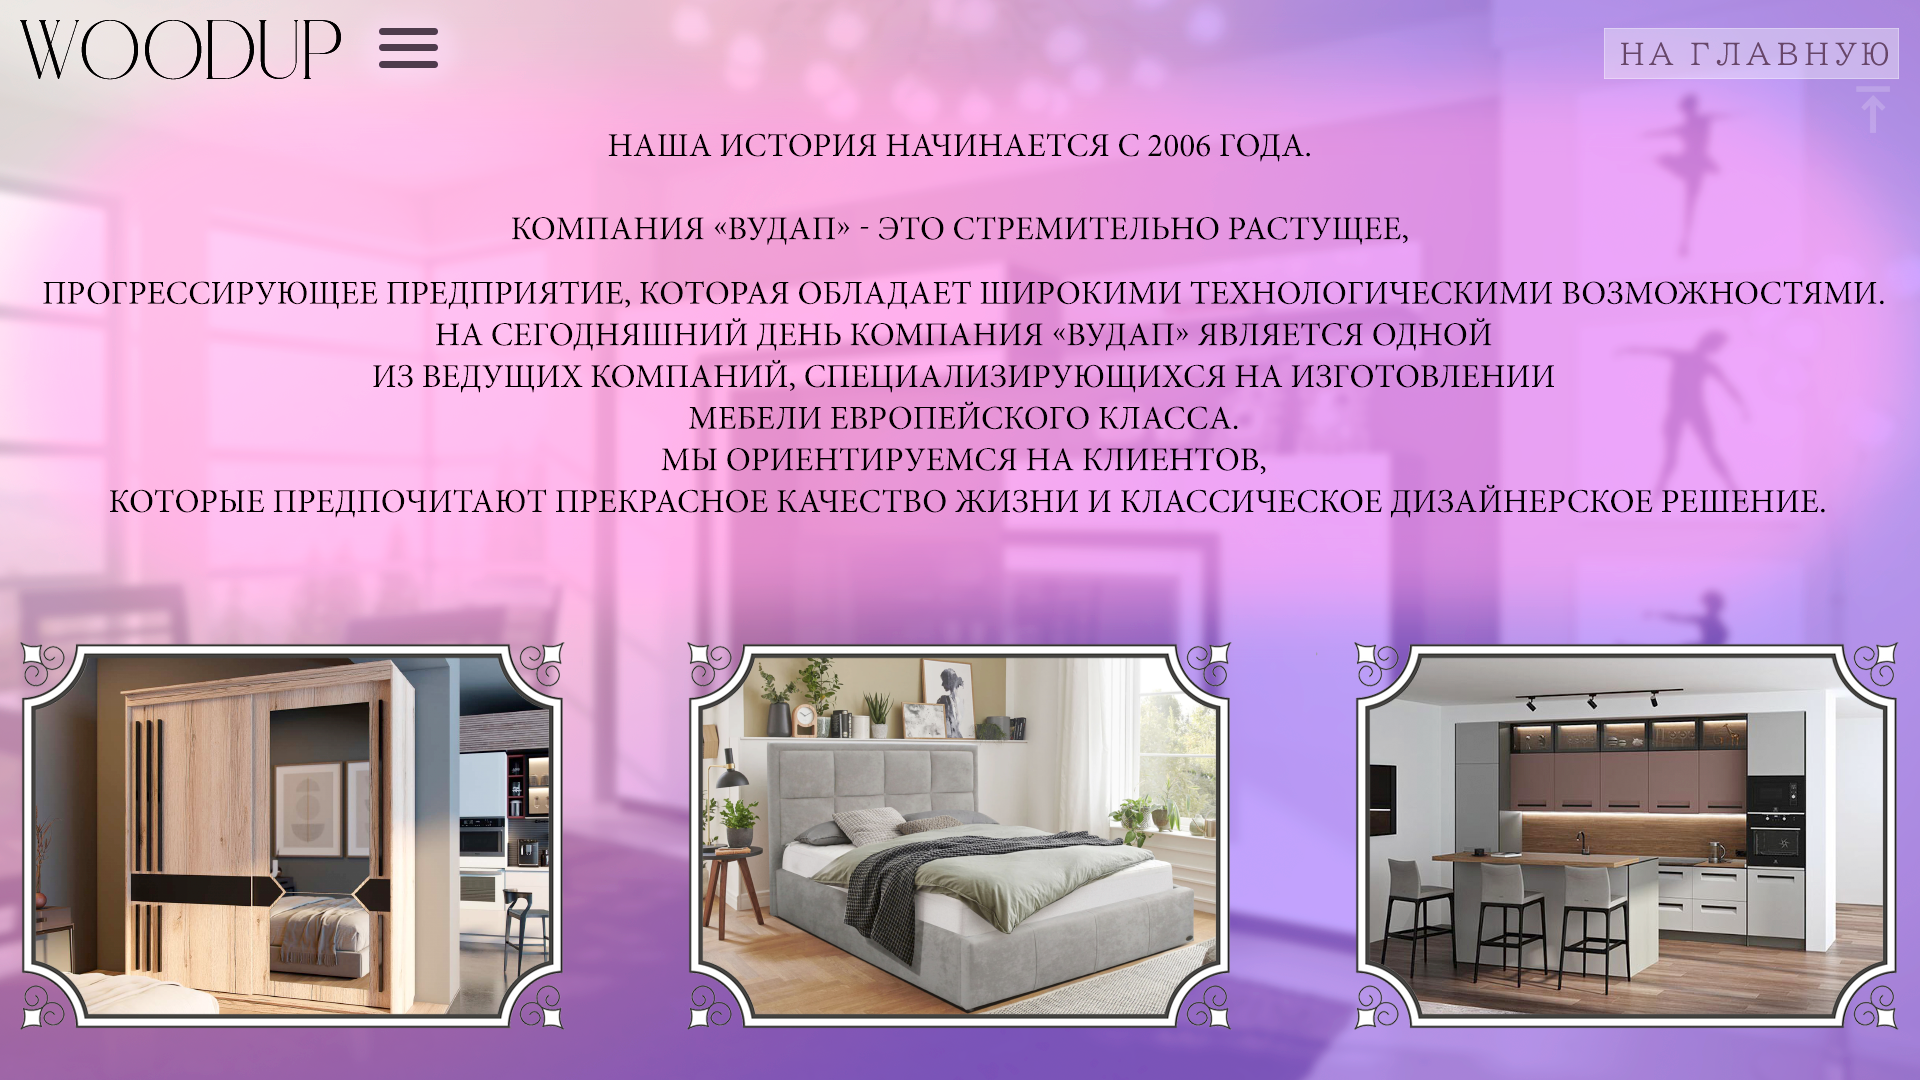 WOODUP
НА ГЛАВНУЮ
НАША ИСТОРИЯ НАЧИНАЕТСЯ С 2006 ГОДА.
КОМПАНИЯ «ВУДАП» - ЭТО СТРЕМИТЕЛЬНО РАСТУЩЕЕ,
ПРОГРЕССИРУЮЩЕЕ ПРЕДПРИЯТИЕ, КОТОРАЯ ОБЛАДАЕТ ШИРОКИМИ ТЕХНОЛОГИЧЕСКИМИ ВОЗМОЖНОСТЯМИ.
НА СЕГОДНЯШНИЙ ДЕНЬ КОМПАНИЯ «ВУДАП» ЯВЛЯЕТСЯ ОДНОЙ
ИЗ ВЕДУЩИХ КОМПАНИЙ, СПЕЦИАЛИЗИРУЮЩИХСЯ НА ИЗГОТОВЛЕНИИ
МЕБЕЛИ ЕВРОПЕЙСКОГО КЛАССА.
МЫ ОРИЕНТИРУЕМСЯ НА КЛИЕНТОВ,
КОТОРЫЕ ПРЕДПОЧИТАЮТ ПРЕКРАСНОЕ КАЧЕСТВО ЖИЗНИ И КЛАССИЧЕСКОЕ ДИЗАЙНЕРСКОЕ РЕШЕНИЕ.